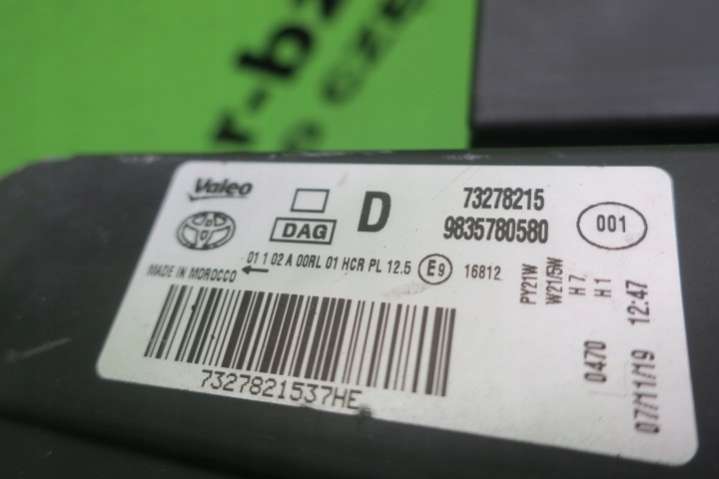 r-b
Valeo
DAG
D
73278215
9835780580
001
01 1 02 A 00RL 01 HCR PL 12.5 E9 16812
MADE IN MOROCCO
PY21W
W21/5W
H7
H1
0470
07/11/19 12:47
7327821537HE